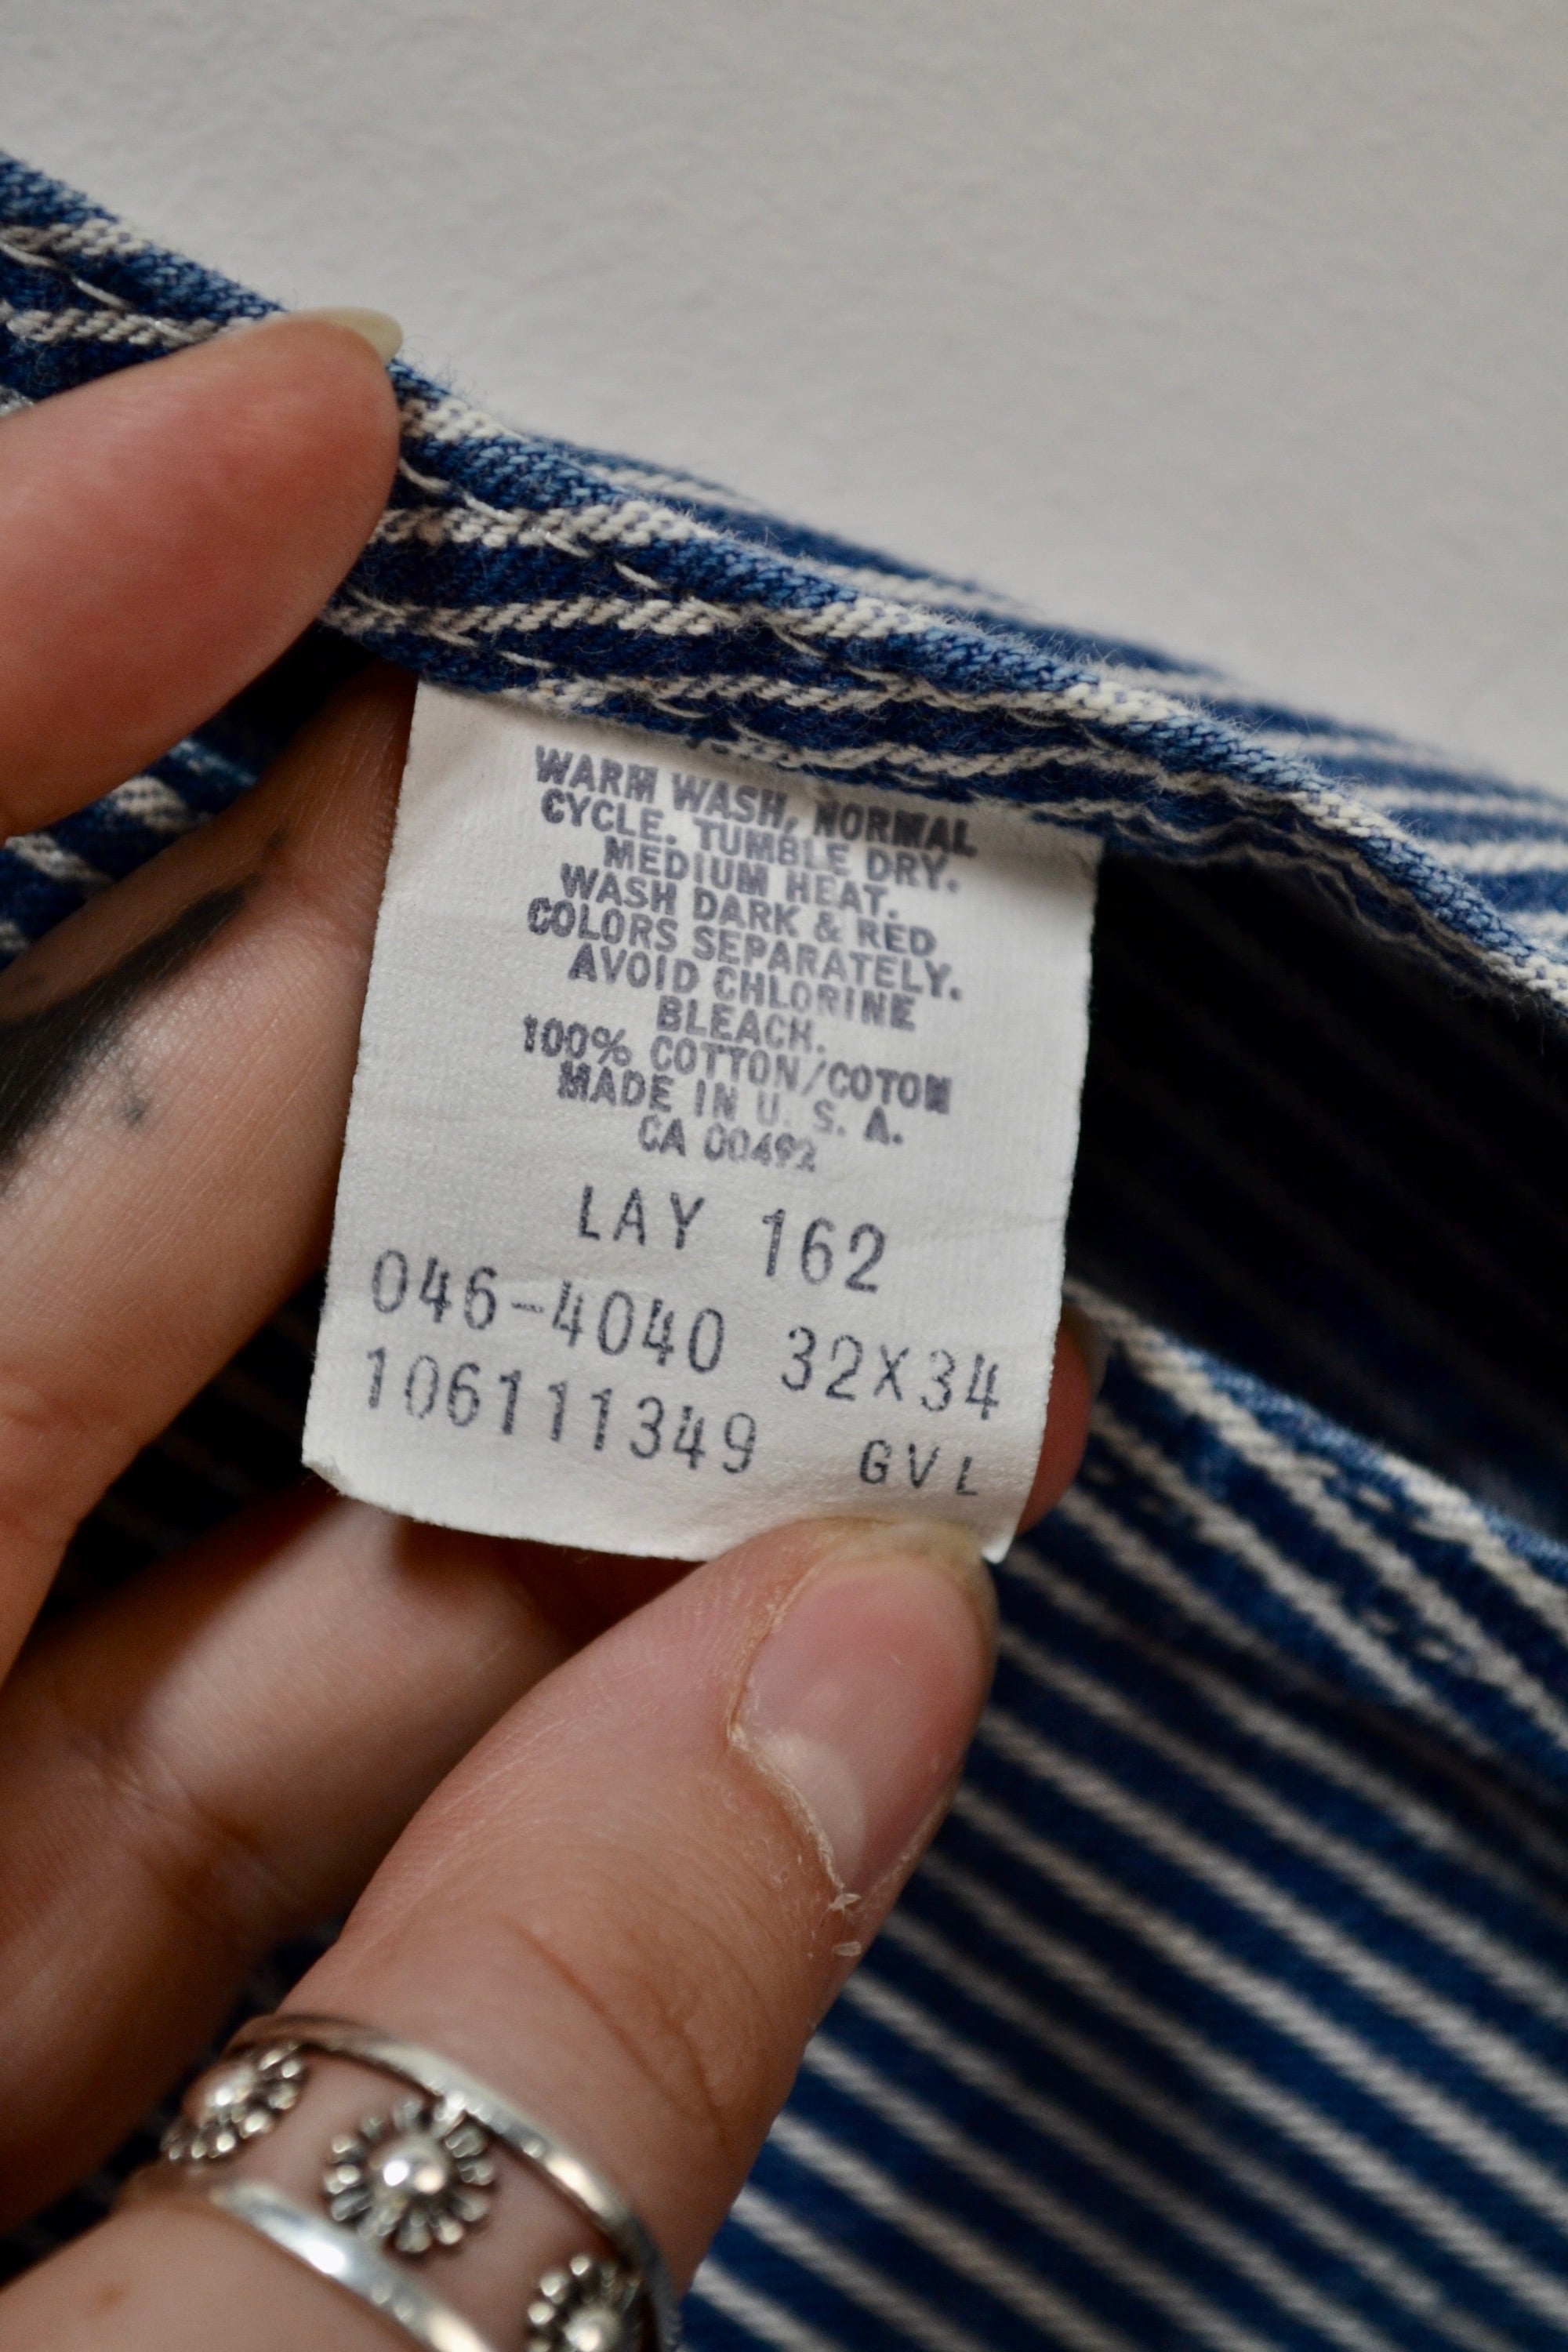 WARM WASH, NORMAL
CYCLE. TUMBLE DRY.
MEDIUM HEAT.
WASH DARK & RED
COLORS SEPARATELY.
AVOID CHLORINE
BLEACH.
100% COTTON/COTON
MADE IN U. S. A.
CA 00492
LAY 162
046-4040 32X34
106111349 GVL